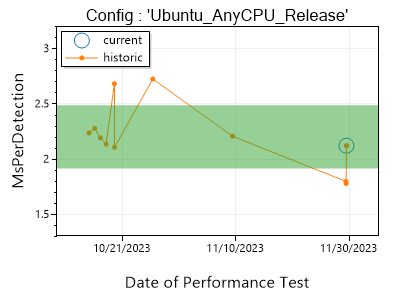 Config : 'Ubuntu_AnyCPU_Release'
current
historic
3
2.5
2
1.5
MsPerDetection
10/21/2023
11/10/2023
11/30/2023
Date of Performance Test